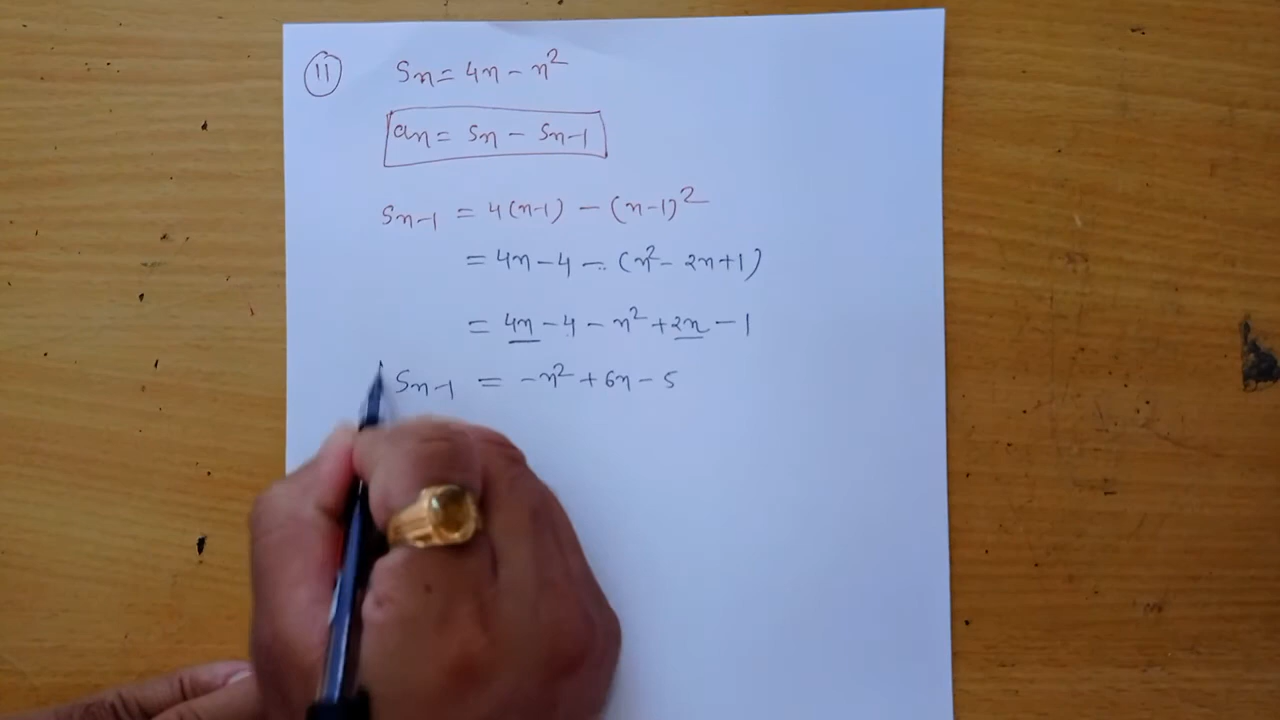 11 Sn = 4n - n²
an = Sn - Sn-1
Sn-1 = 4(n-1) - (n-1)²
= 4n - 4 - (n² - 2n + 1)
= 4n - 4 - n² + 2n - 1
Sn-1 = -n² + 6n - 5